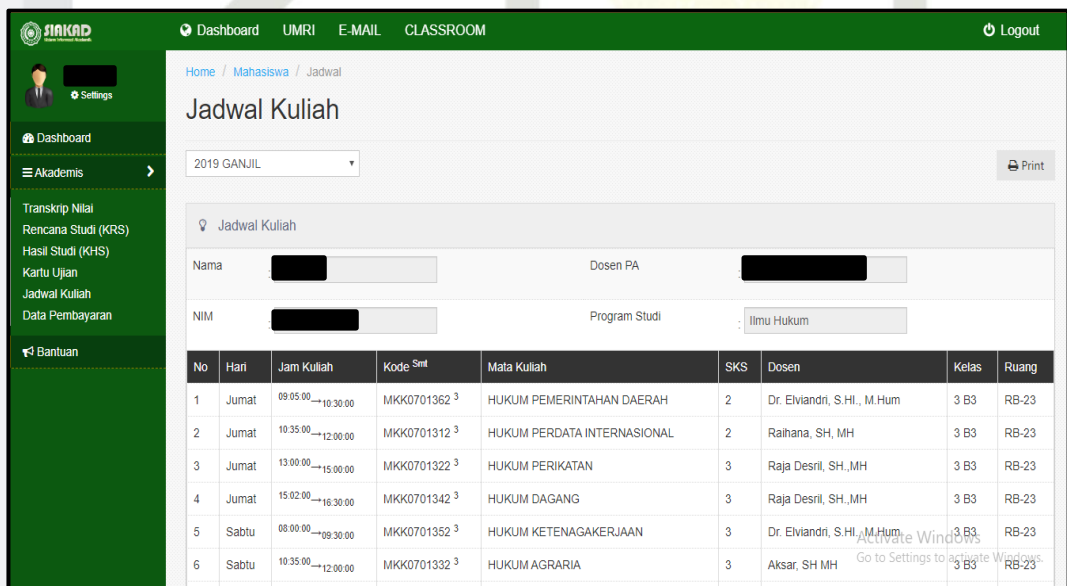 SIAKAD
Dashboard UMRI E-MAIL CLASSROOM Logout
Settings
Home / Mahasiswa / Jadwal
Jadwal Kuliah
Dashboard
Akademis
2019 GANJIL
Print
Transkrip Nilai
Rencana Studi (KRS)
Hasil Studi (KHS)
Kartu Ujian
Jadwal Kuliah
Data Pembayaran
Bantuan
Jadwal Kuliah
Nama : Dosen PA :
NIM : Program Studi : Ilmu Hukum
No Hari Jam Kuliah Kode Smt Mata Kuliah SKS Dosen Kelas Ruang
1 Jumat 09:05:00→10:30:00 MKK0701362 3 HUKUM PEMERINTAHAN DAERAH 2 Dr. Elviandri, S.HI., M.Hum 3 B3 RB-23
2 Jumat 10:35:00→12:00:00 MKK0701312 3 HUKUM PERDATA INTERNASIONAL 2 Raihana, SH, MH 3 B3 RB-23
3 Jumat 13:00:00→15:00:00 MKK0701322 3 HUKUM PERIKATAN 3 Raja Desril, SH.,MH 3 B3 RB-23
4 Jumat 15:02:00→16:30:00 MKK0701342 3 HUKUM DAGANG 3 Raja Desril, SH.,MH 3 B3 RB-23
5 Sabtu 08:00:00→09:30:00 MKK0701352 3 HUKUM KETENAGAKERJAAN 3 Dr. Elviandri, S.HI., M.Hum 3 B3 RB-23
6 Sabtu 10:35:00→12:00:00 MKK0701332 3 HUKUM AGRARIA 3 Aksar, SH MH 3 B3 RB-23
Activate Windows
Go to Settings to activate Windows.